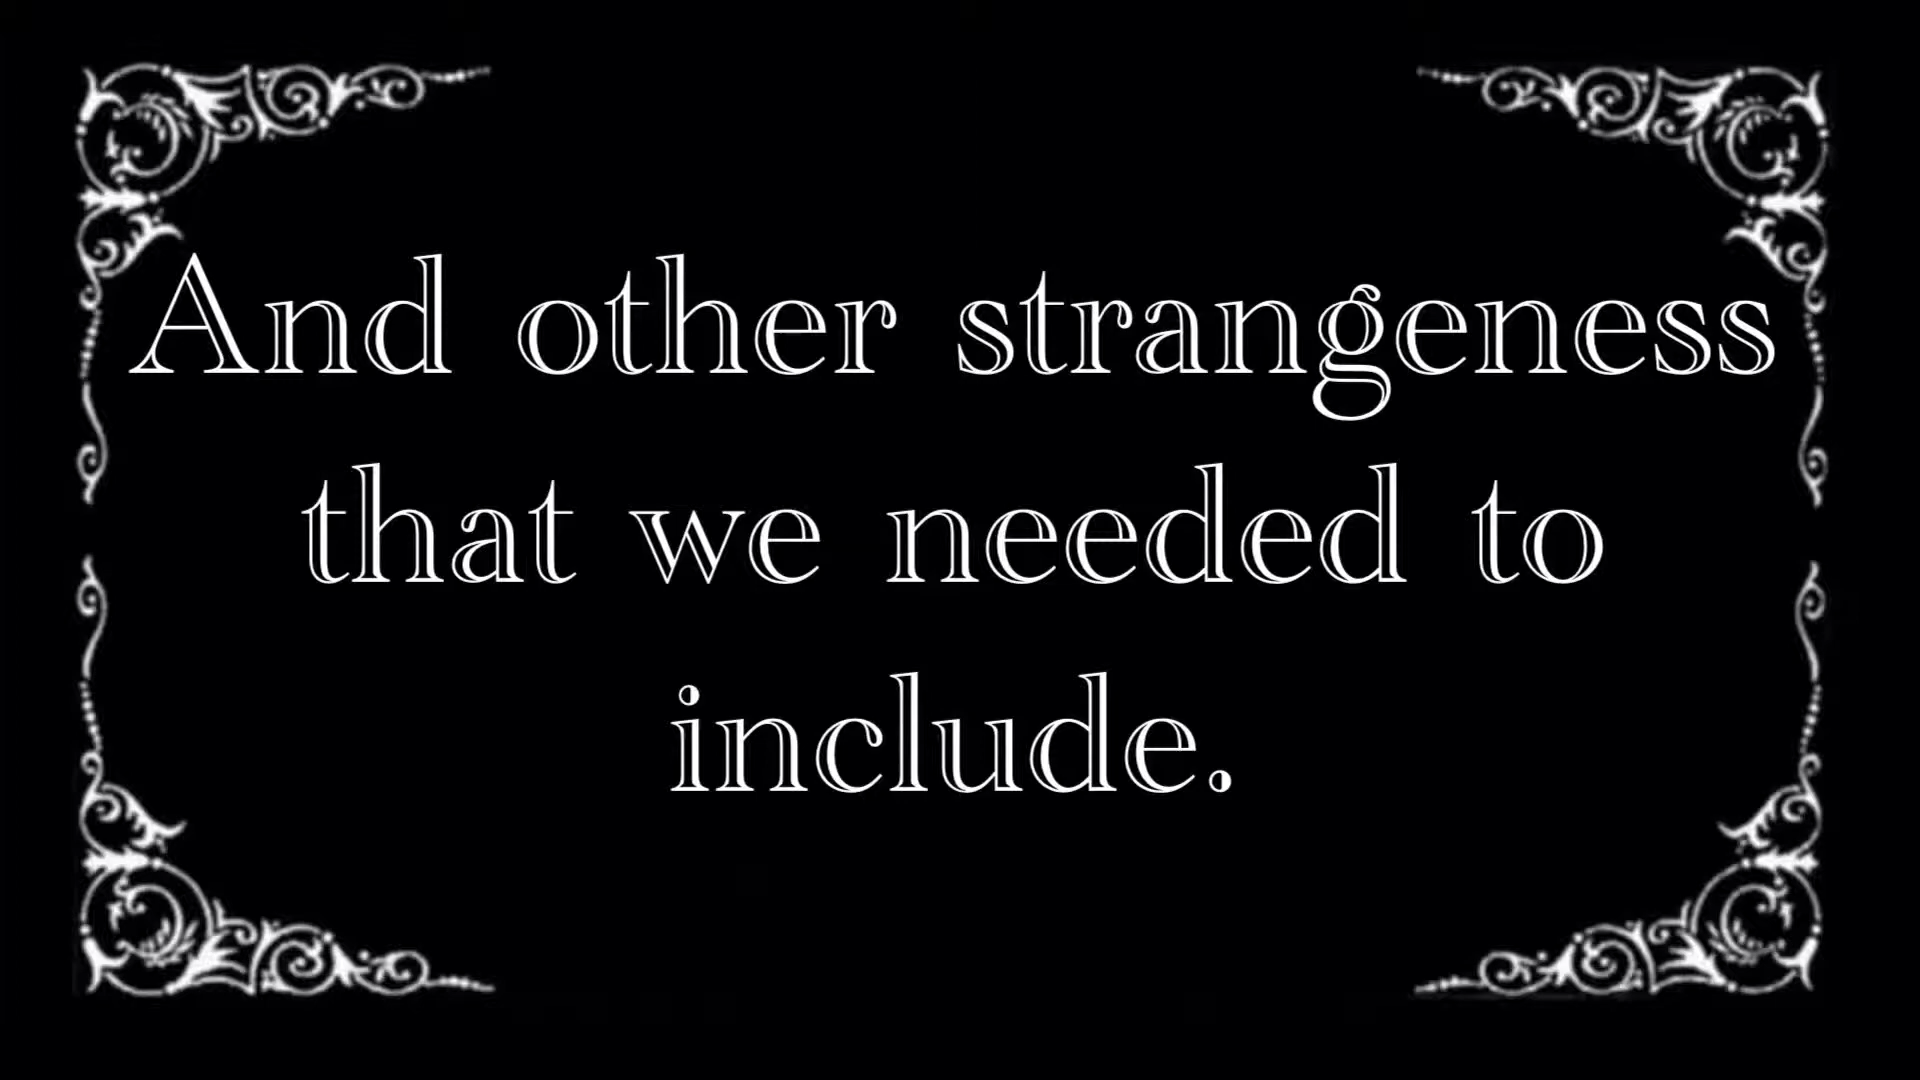 And other strangeness
that we needed to
include.